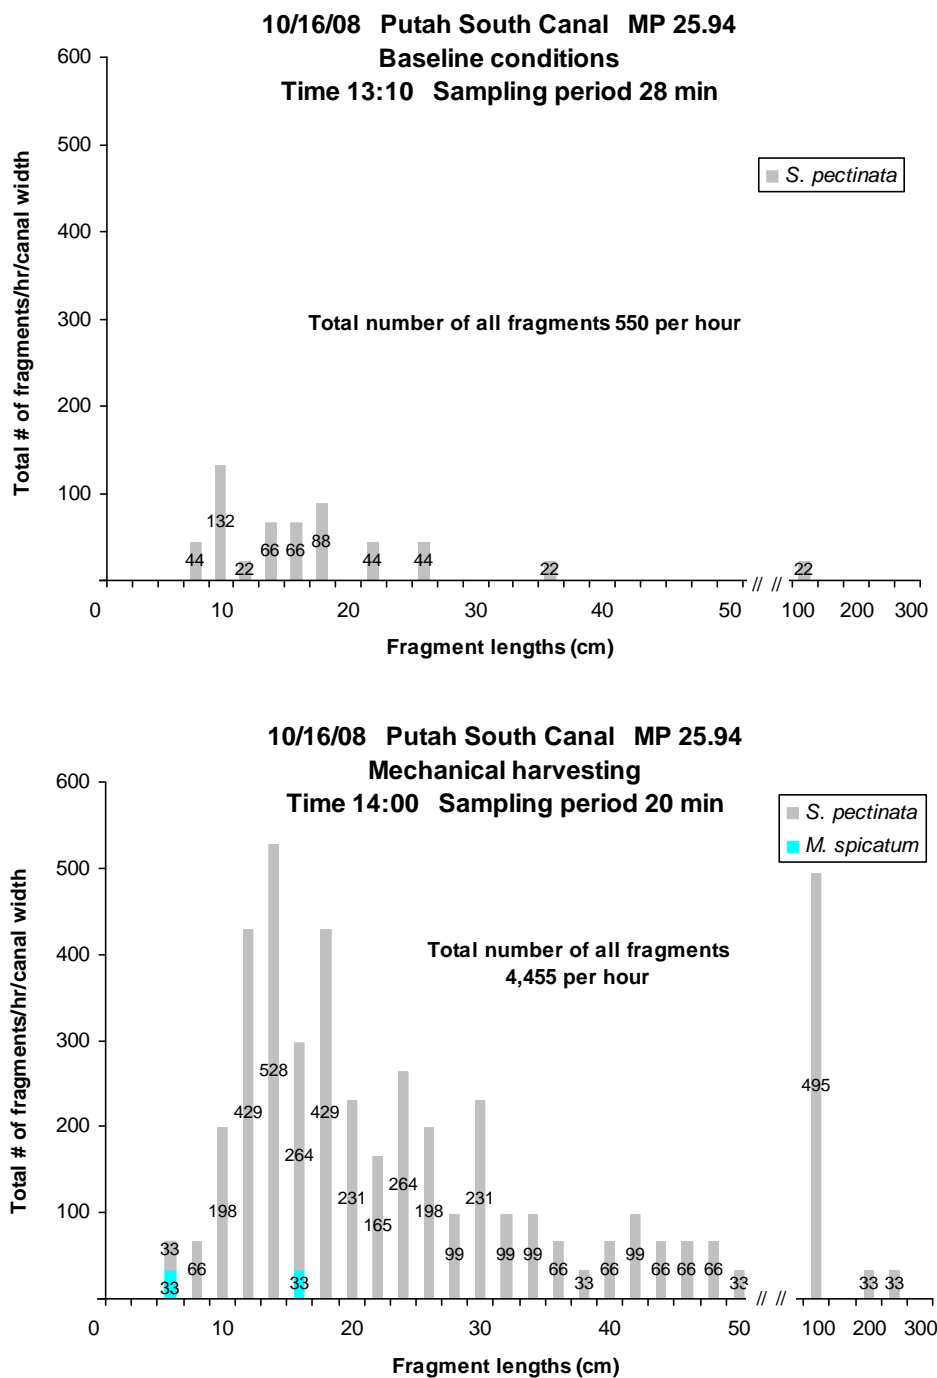 10/16/08 Putah South Canal MP 25.94
Baseline conditions
Time 13:10 Sampling period 28 min
600
500
400
300
200
100
Total # of fragments/hr/canal width
S. pectinata
Total number of all fragments 550 per hour
44 132 22 66 66 88 44 44 22 22
0 10 20 30 40 50 // // 100 200 300
Fragment lengths (cm)
10/16/08 Putah South Canal MP 25.94
Mechanical harvesting
Time 14:00 Sampling period 20 min
600
500
400
300
200
100
Total # of fragments/hr/canal width
S. pectinata
M. spicatum
Total number of all fragments
4,455 per hour
33 33 66 198 429 528 264 33 429 231 165 264 198 99 231 99 99 66 33 66 99 66 66 66 33 495 33 33
0 10 20 30 40 50 // // 100 200 300
Fragment lengths (cm)